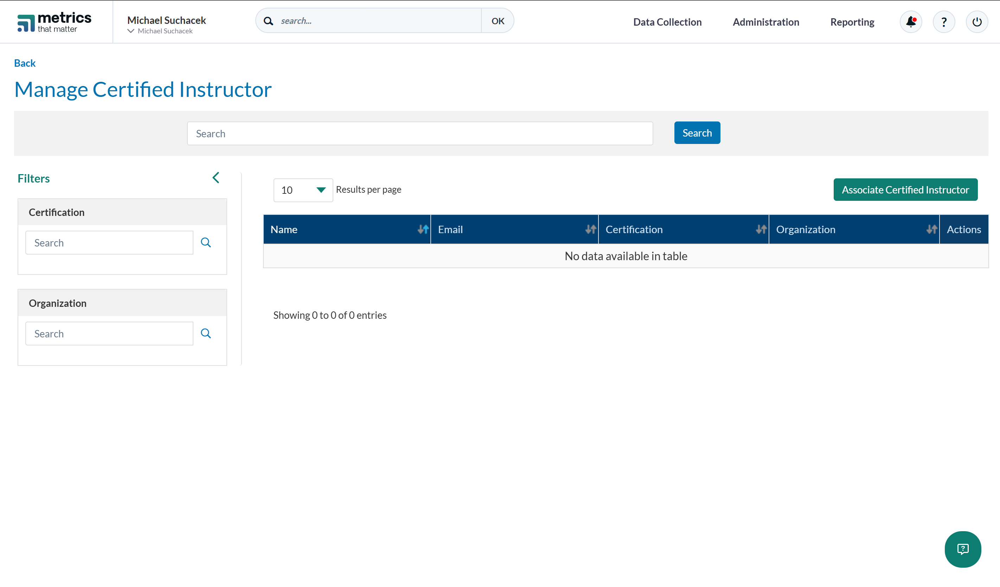 metrics
that matter
Michael Suchacek
Michael Suchacek
search...
OK
Data Collection
Administration
Reporting
?
Back
Manage Certified Instructor
Search
Search
Filters
Certification
Search
Organization
Search
10
Results per page
Associate Certified Instructor
Name
Email
Certification
Organization
Actions
No data available in table
Showing 0 to 0 of 0 entries
?